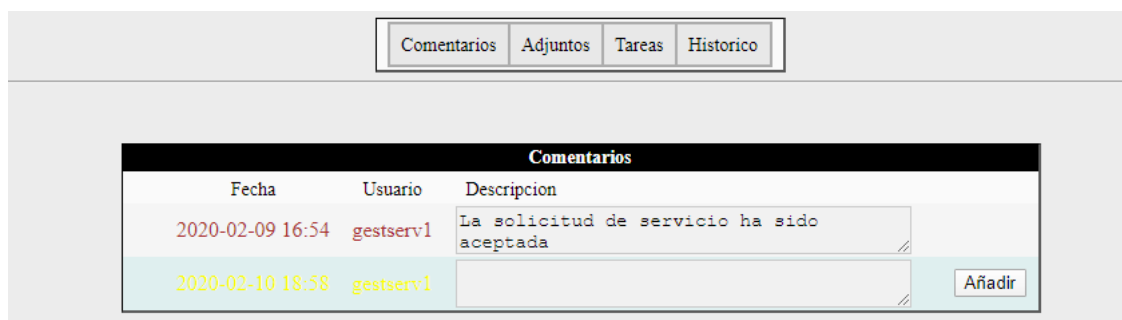 Comentarios Adjuntos Tareas Historico
Comentarios
Fecha Usuario Descripcion
2020-02-09 16:54 gestserv1 La solicitud de servicio ha sido
aceptada
2020-02-10 18:58 gestserv1 Añadir